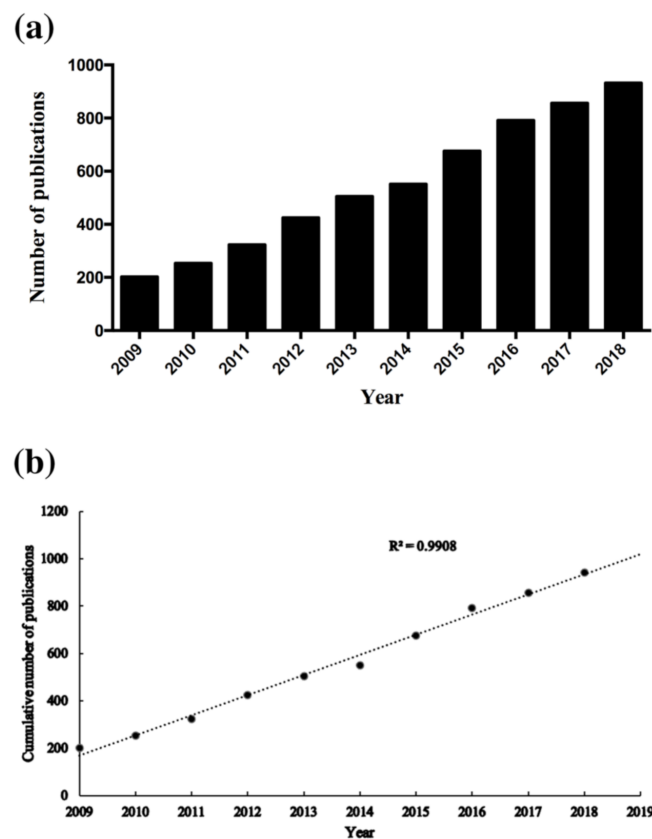 (a)
Number of publications
1000
800
600
400
200
0
2009 2010 2011 2012 2013 2014 2015 2016 2017 2018
Year
(b)
Cumulative number of publications
1200
1000
800
600
400
200
0
R² = 0.9908
2009 2010 2011 2012 2013 2014 2015 2016 2017 2018 2019
Year